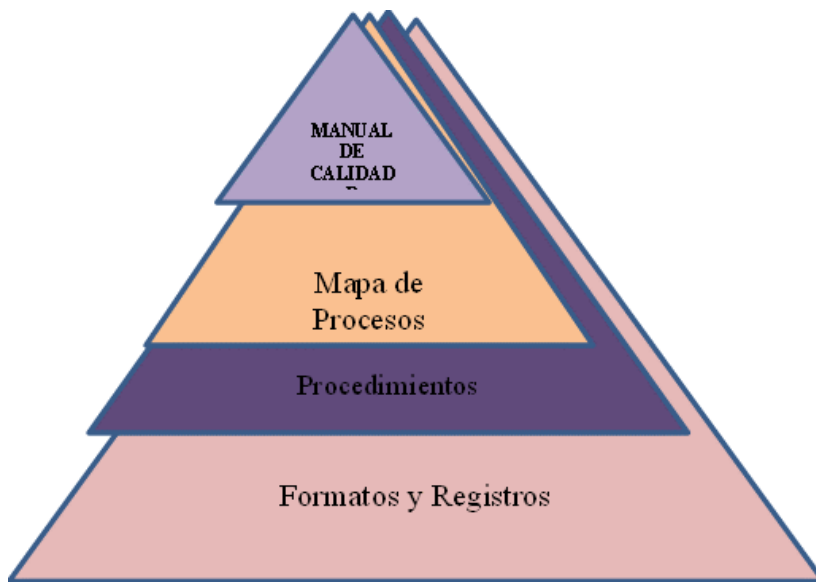 MANUAL
DE
CALIDAD
Mapa de
Procesos
Procedimientos
Formatos y Registros